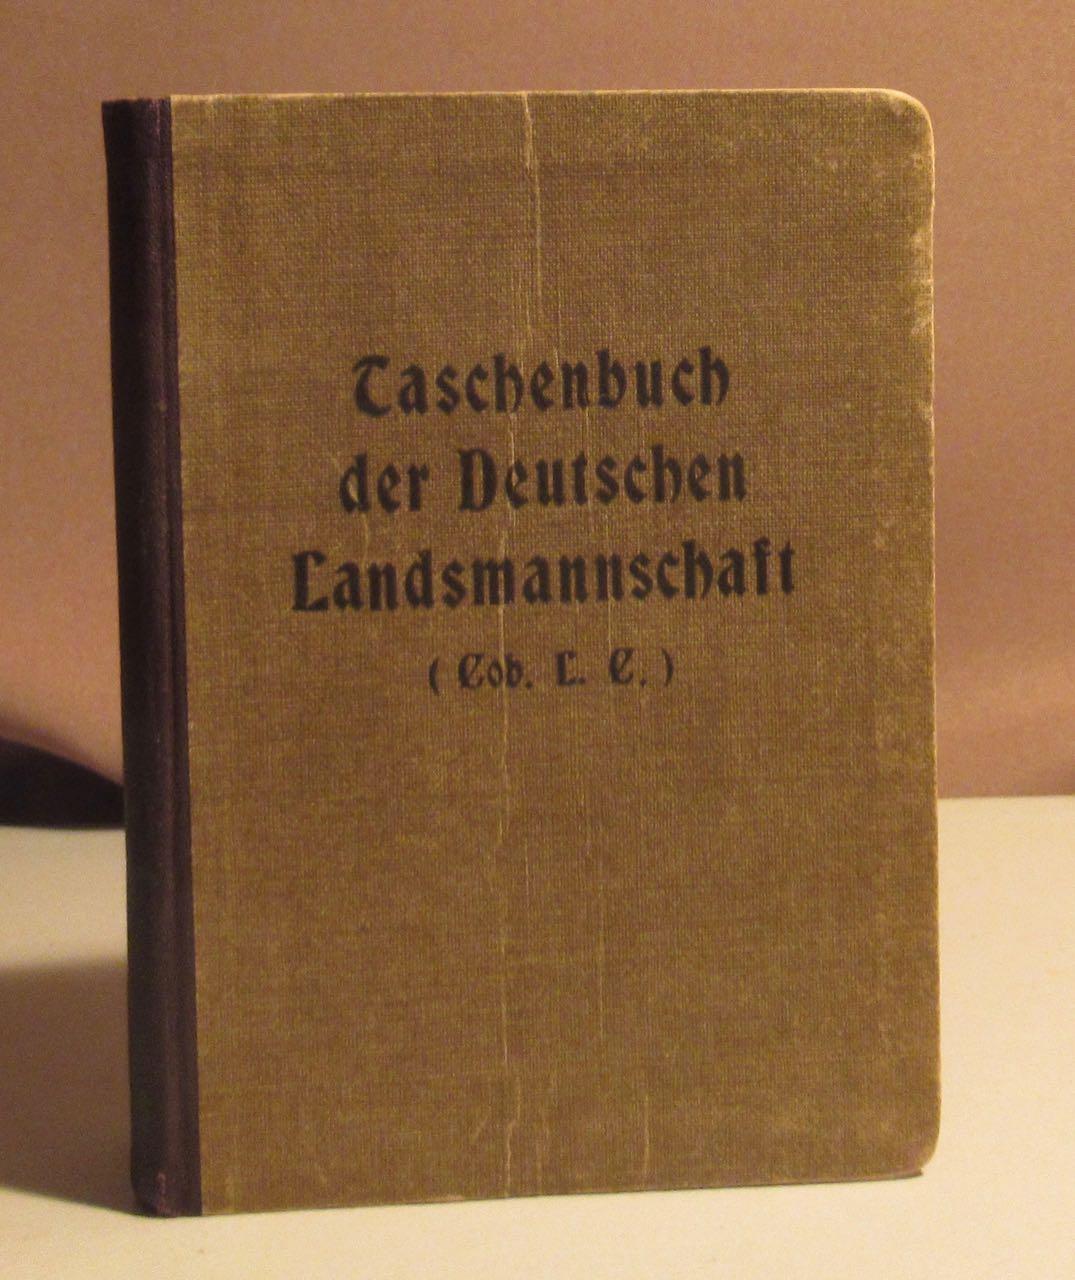 Taschenbuch
der Deutschen
Landsmannschaft
(Cob. L. C.)